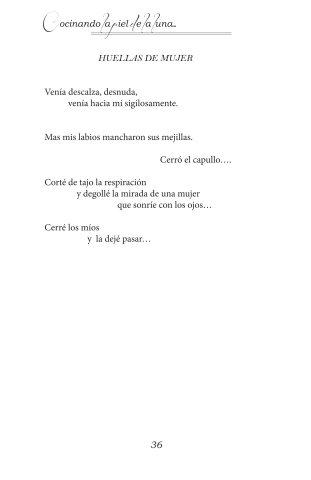 Cocinando la piel de la luna...
HUELLAS DE MUJER
Venía descalza, desnuda,
venía hacia mí sigilosamente.
Mas mis labios mancharon sus mejillas.
Cerró el capullo….
Corté de tajo la respiración
y degollé la mirada de una mujer
que sonríe con los ojos…
Cerré los míos
y la dejé pasar…
36